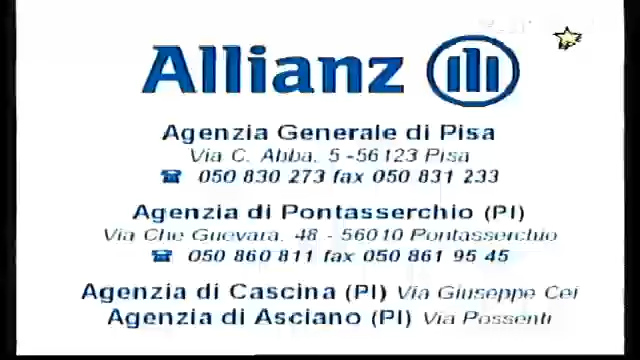 Allianz
Agenzia Generale di Pisa
Via C. Abba, 5 -56123 Pisa
☎ 050 830 273 fax 050 831 233
Agenzia di Pontasserchio (PI)
Via Che Guevara, 48 - 56010 Pontasserchio
☎ 050 860 811 fax 050 861 95 45
Agenzia di Cascina (PI) Via Giuseppe Cei
Agenzia di Asciano (PI) Via Possenti